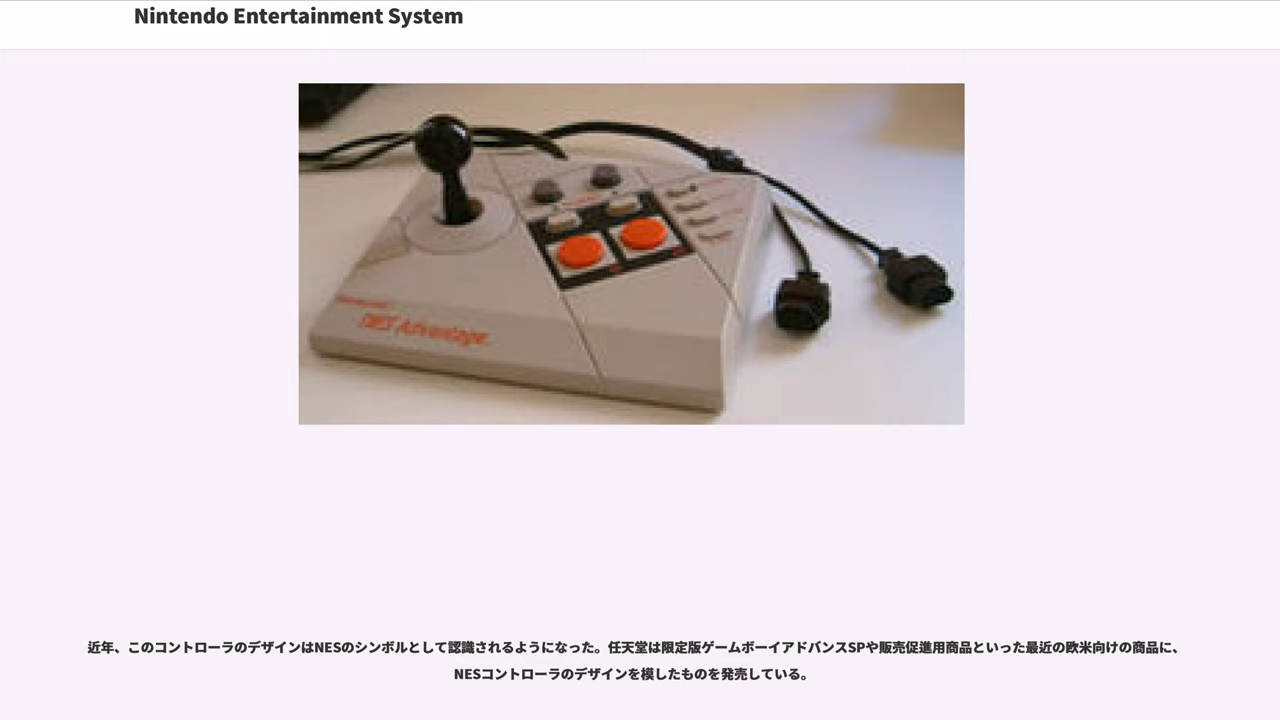 Nintendo Entertainment System
NES Advantage
近年、このコントローラのデザインはNESのシンボルとして認識されるようになった。任天堂は限定版ゲームボーイアドバンスSPや販売促進用商品といった最近の欧米向けの商品に、
NESコントローラのデザインを模したものを発売している。